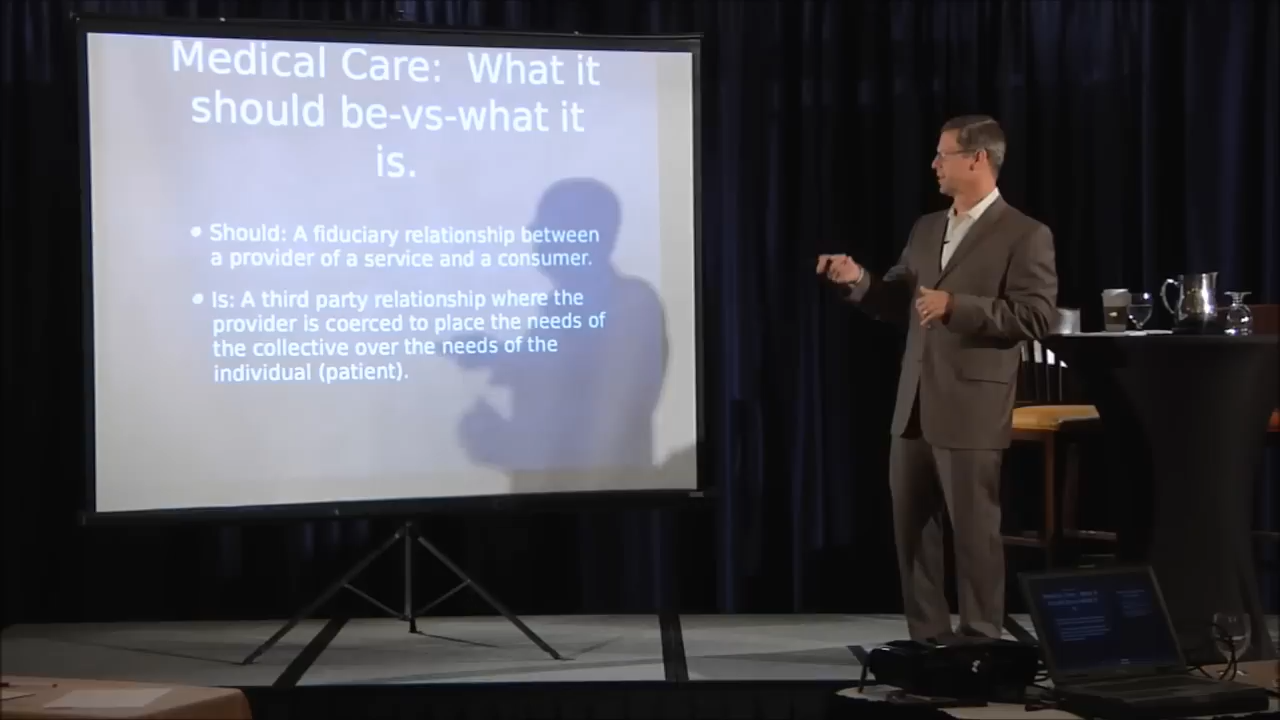 Medical Care: What it
should be-vs-what it
is.
• Should: A fiduciary relationship between
a provider of a service and a consumer.
• Is: A third party relationship where the
provider is coerced to place the needs of
the collective over the needs of the
individual (patient).